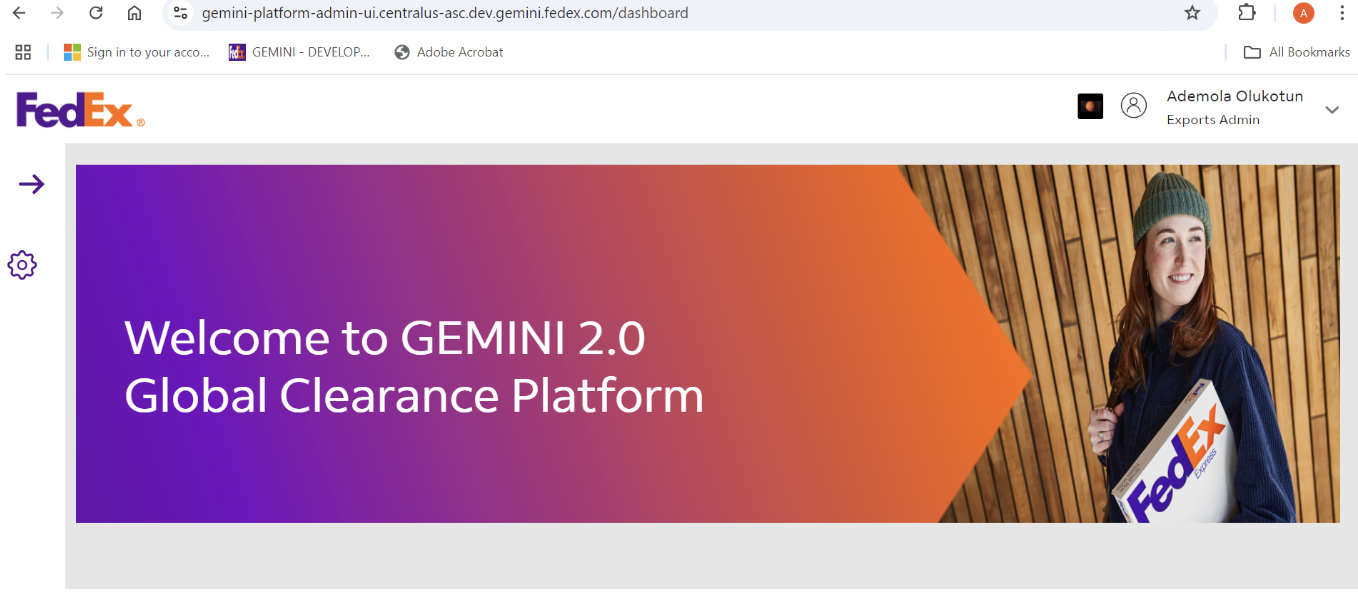 gemini-platform-admin-ui.centralus-asc.dev.gemini.fedex.com/dashboard
A
Sign in to your acco...
FedEx
GEMINI - DEVELOP...
Adobe Acrobat
All Bookmarks
FedEx®
Ademola Olukotun
Exports Admin
Welcome to GEMINI 2.0
Global Clearance Platform
FedEx
Express